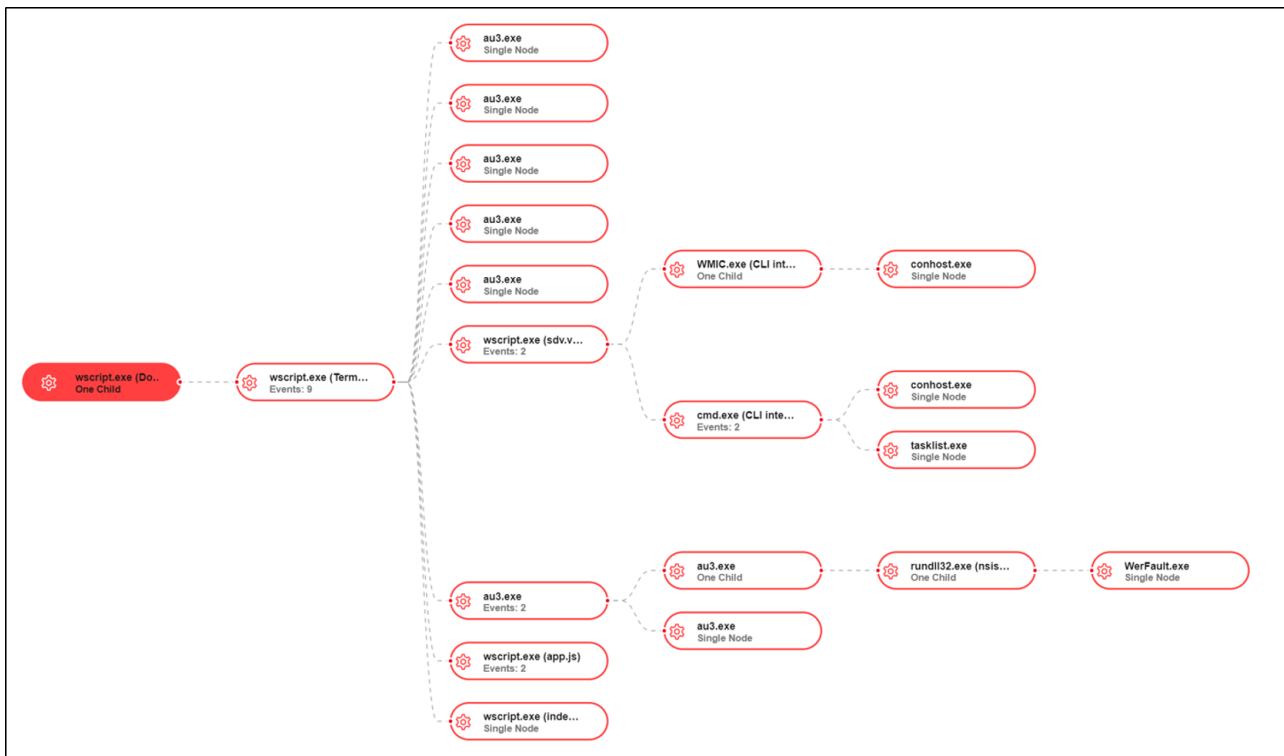 au3.exe
Single Node
au3.exe
Single Node
au3.exe
Single Node
au3.exe
Single Node
au3.exe
Single Node
WMIC.exe (CLI int...
One Child
conhost.exe
Single Node
wscript.exe (sdv.v...
Events: 2
wscript.exe (Do..
One Child
wscript.exe (Term...
Events: 9
cmd.exe (CLI inte...
Events: 2
conhost.exe
Single Node
tasklist.exe
Single Node
au3.exe
Events: 2
au3.exe
One Child
rundll32.exe (nsis...
One Child
WerFault.exe
Single Node
au3.exe
Single Node
wscript.exe (app.js)
Events: 2
wscript.exe (inde...
Single Node